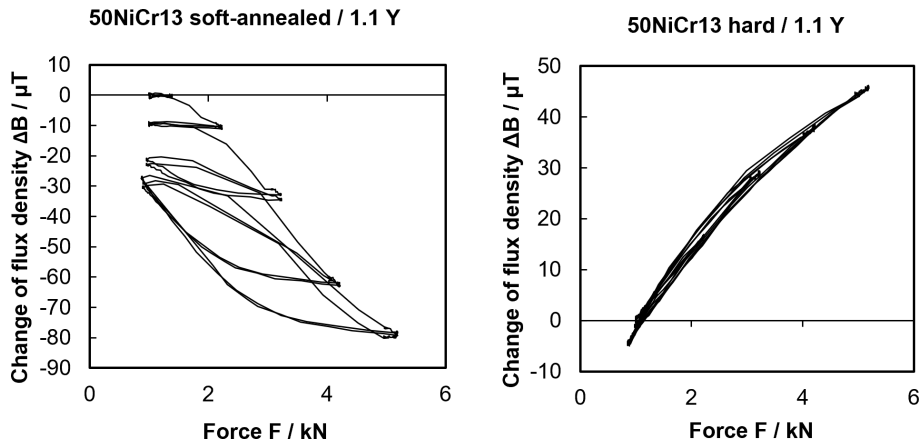 50NiCr13 soft-annealed / 1.1 Y
Change of flux density ΔB / µT
10
0
-10
-20
-30
-40
-50
-60
-70
-80
-90
0 2 4 6
Force F / kN
50NiCr13 hard / 1.1 Y
Change of flux density ΔB / µT
50
40
30
20
10
0
-10
0 2 4 6
Force F / kN